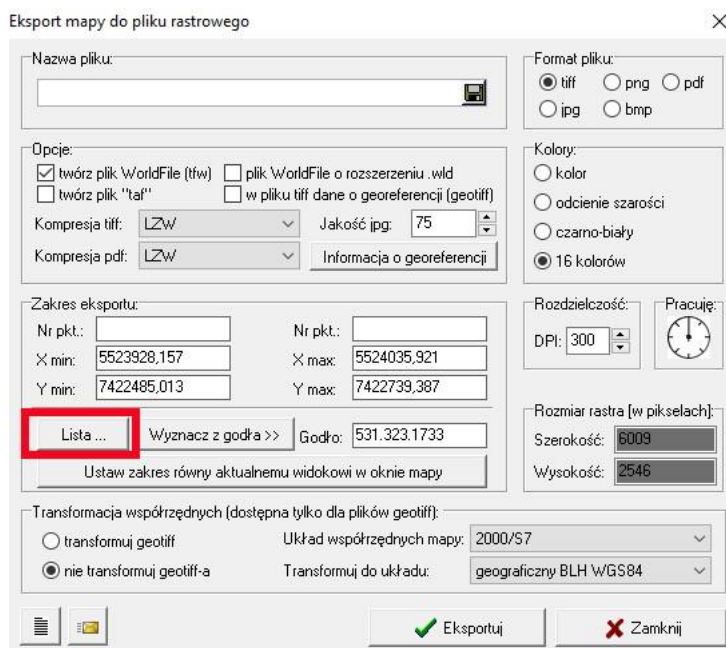 Eksport mapy do pliku rastrowego
Nazwa pliku:
Format pliku:
tiff png pdf
jpg bmp
Opcje:
twórz plik WorldFile (tfw) plik WorldFile o rozszerzeniu .wld
twórz plik "taf" w pliku tiff dane o georeferencji (geotiff)
Kompresja tiff: LZW Jakość jpg: 75
Kompresja pdf: LZW Informacja o georeferencji
Kolory:
kolor
odcienie szarości
czarno-biały
16 kolorów
Zakres eksportu:
Nr pkt.: Nr pkt.:
X min: 5523928,157 X max: 5524035,921
Y min: 7422485,013 Y max: 7422739,387
Lista ... Wyznacz z godła >> Godło: 531.323.1733
Ustaw zakres równy aktualnemu widokowi w oknie mapy
Rozdzielczość:
DPI: 300
Pracuję:
Rozmiar rastra [w pikselach]:
Szerokość: 6009
Wysokość: 2546
Transformacja współrzędnych (dostępna tylko dla plików geotiff):
transformuj geotiff Układ współrzędnych mapy: 2000/S7
nie transformuj geotiff-a Transformuj do układu: geograficzny BLH WGS84
Eksportuj Zamknij